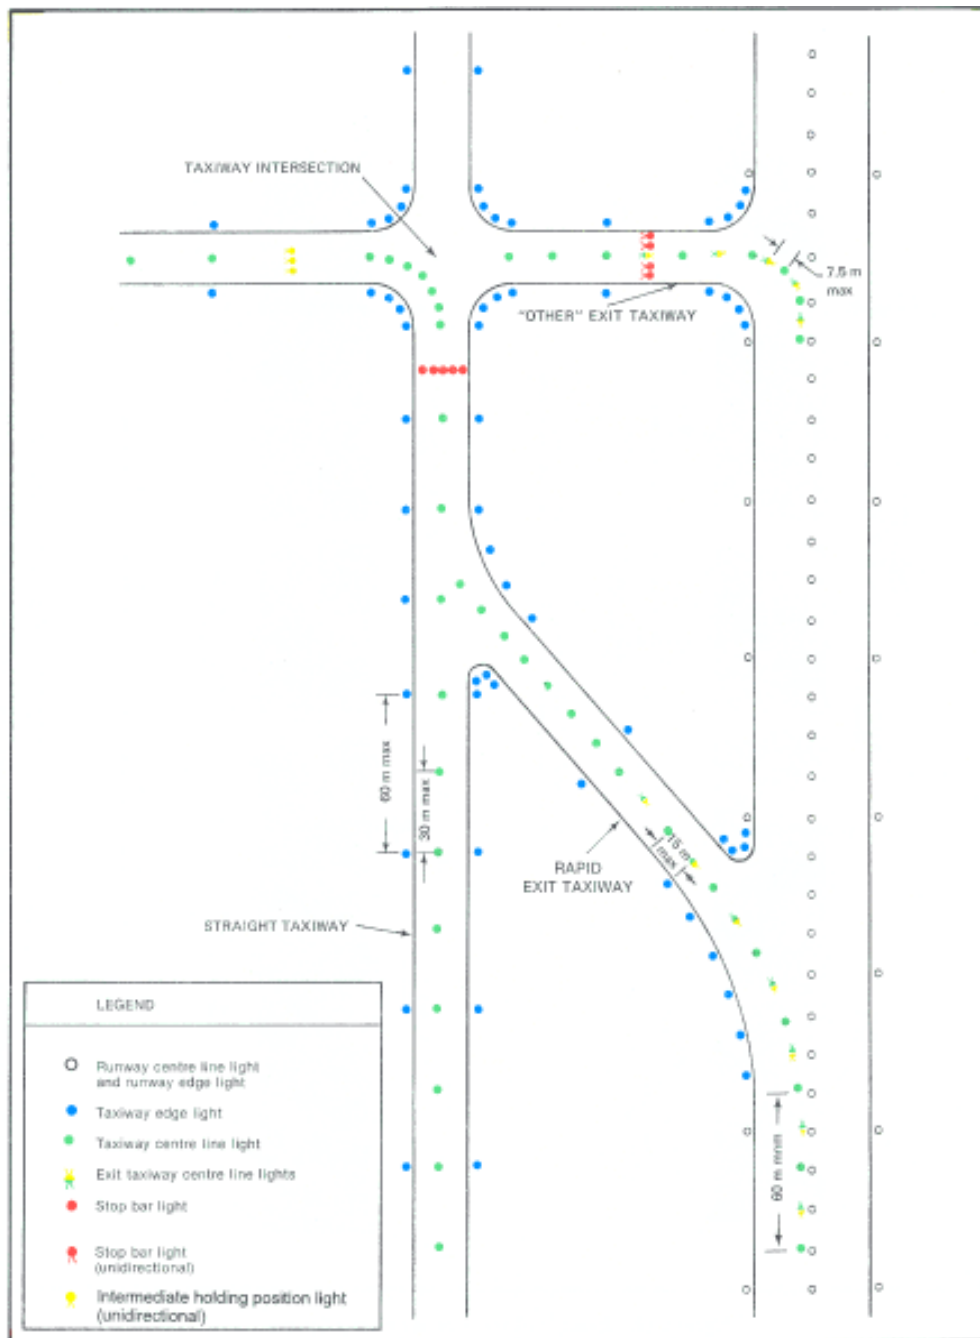 TAXIWAY INTERSECTION
7.5 m
max
"OTHER" EXIT TAXIWAY
60 m max
30 m max
15 m
max
RAPID
EXIT TAXIWAY
STRAIGHT TAXIWAY
60 m mnm
LEGEND
Runway centre line light
and runway edge light
Taxiway edge light
Taxiway centre line light
Exit taxiway centre line lights
Stop bar light
Stop bar light
(unidirectional)
Intermediate holding position light
(unidirectional)